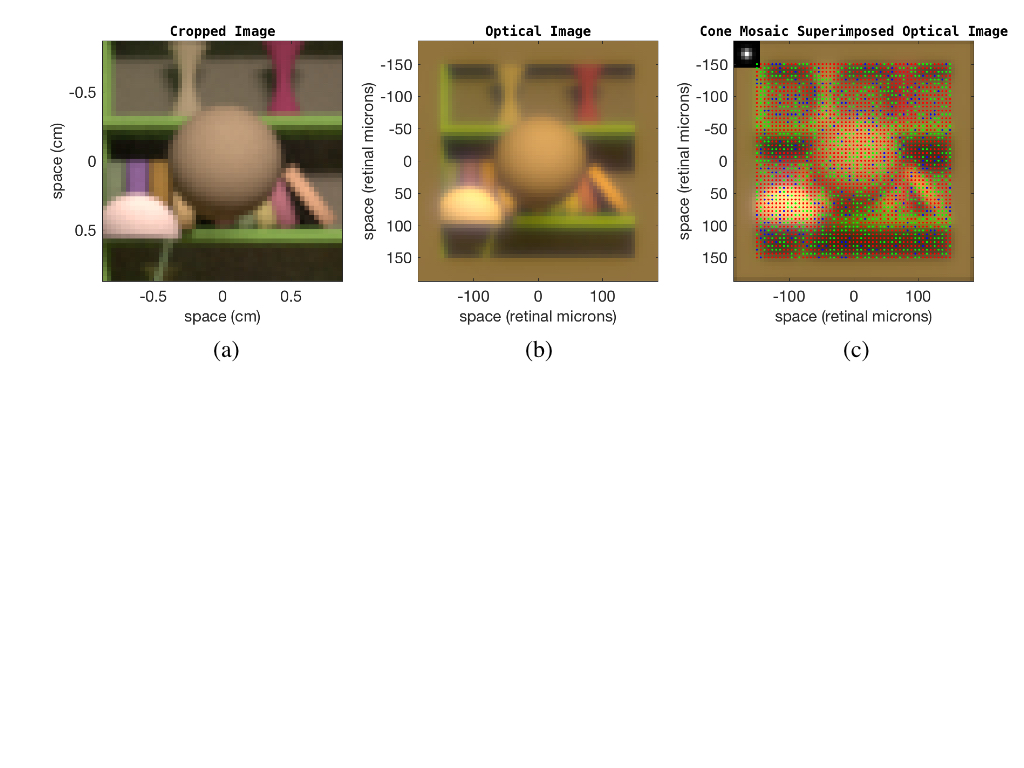 Cropped Image
-0.5
0
0.5
space (cm)
-0.5 0 0.5
space (cm)
(a)
Optical Image
-150
-100
-50
0
50
100
150
space (retinal microns)
-100 0 100
space (retinal microns)
(b)
Cone Mosaic Superimposed Optical Image
-150
-100
-50
0
50
100
150
space (retinal microns)
-100 0 100
space (retinal microns)
(c)